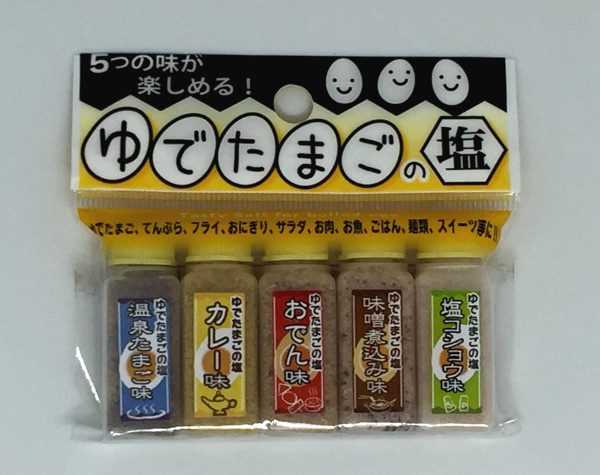 5つの味が
楽しめる！
ゆでたまごの塩
Tasty Salt for boiled egg
ゆでたまご、てんぷら、フライ、おにぎり、サラダ、お肉、お魚、ごはん、麺類、スイーツ等に!!
ゆでたまごの塩
温泉たまご味
ゆでたまごの塩
カレー味
ゆでたまごの塩
おでん味
ゆでたまごの塩
味噌煮込み味
ゆでたまごの塩
塩コショウ味